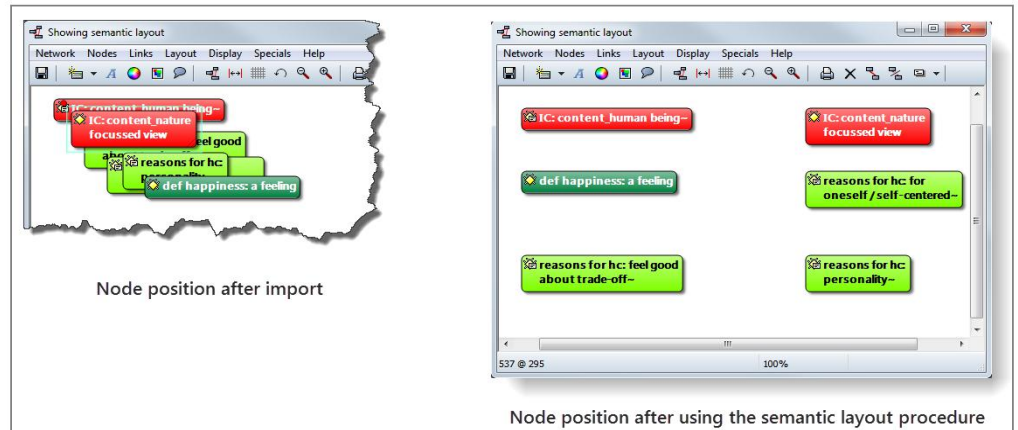 Showing semantic layout
Network Nodes Links Layout Display Specials Help
IC: content_human being~
IC: content_nature
focussed view
feel good
reasons for hc:
def happiness: a feeling
Node position after import
Showing semantic layout
Network Nodes Links Layout Display Specials Help
IC: content_human being~
IC: content_nature
focussed view
def happiness: a feeling
reasons for hc: for
oneself / self-centered~
reasons for hc: feel good
about trade-off~
reasons for hc:
personality~
537 @ 295
100%
Node position after using the semantic layout procedure